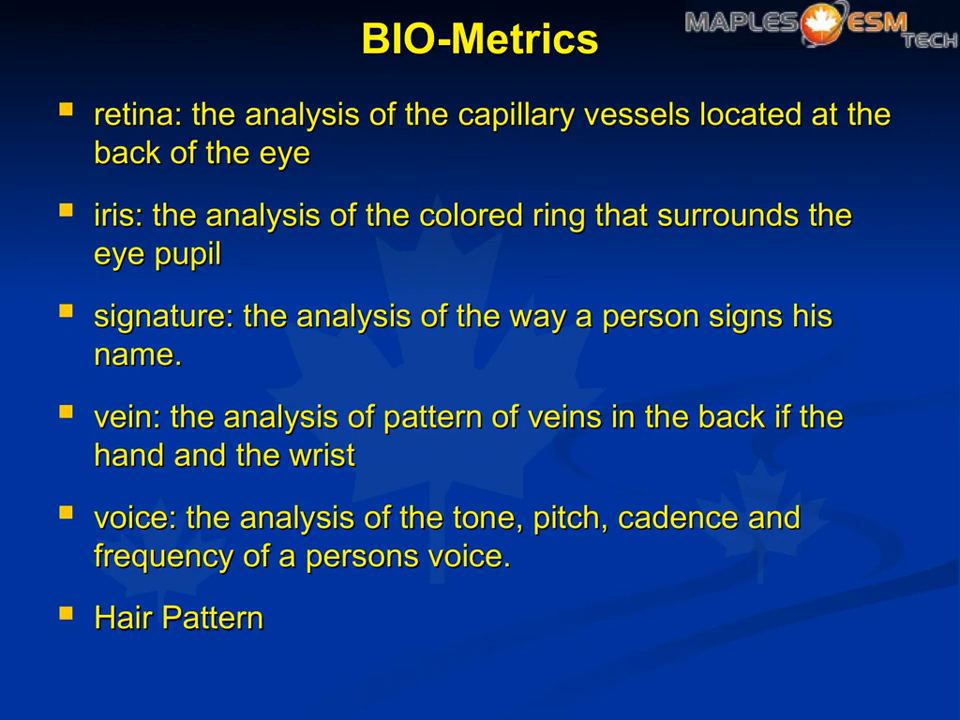 BIO-Metrics
MAPLES ESM TECH
retina: the analysis of the capillary vessels located at the
back of the eye
iris: the analysis of the colored ring that surrounds the
eye pupil
signature: the analysis of the way a person signs his
name.
vein: the analysis of pattern of veins in the back if the
hand and the wrist
voice: the analysis of the tone, pitch, cadence and
frequency of a persons voice.
Hair Pattern